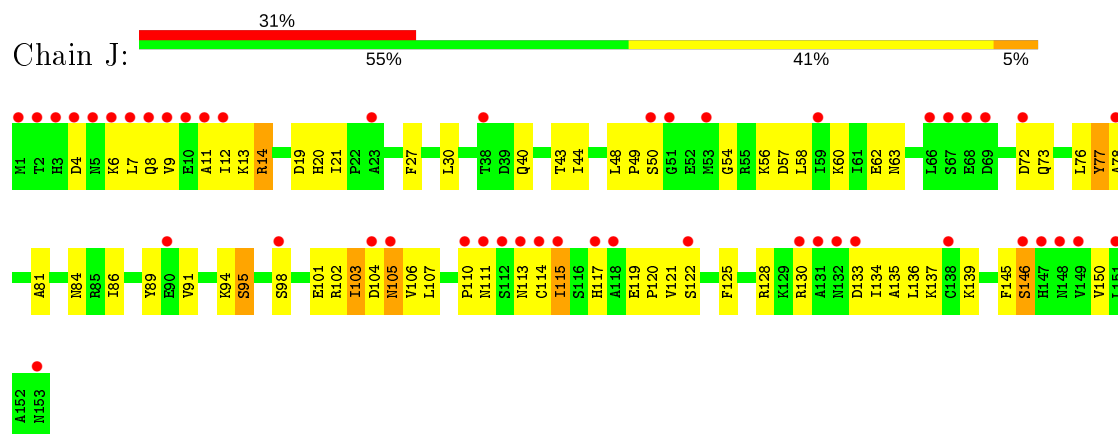 31%
Chain J:
55% 41% 5%
M1 T2 H3 D4 N5 K6 L7 Q8 V9 E10 A11 I12 K13 R14 D19 H20 I21 P22 A23 F27 L30 T38 D39 Q40 T43 I44 L48 P49 S50 G51 E52 M53 G54 R55 K56 D57 L58 I59 K60 I61 E62 N63 L66 S67 E68 D69 D72 Q73 L76 Y77 A78
A81 N84 R85 I86 Y89 E90 V91 K94 S95 S98 E101 R102 I103 D104 N105 V106 L107 P110 N111 S112 N113 C114 I115 S116 H117 A118 E119 P120 V121 S122 F125 R128 K129 R130 A131 N132 D133 I134 A135 L136 K137 C138 K139 F145 S146 H147 N148 V149 V150 L151
A152 N153